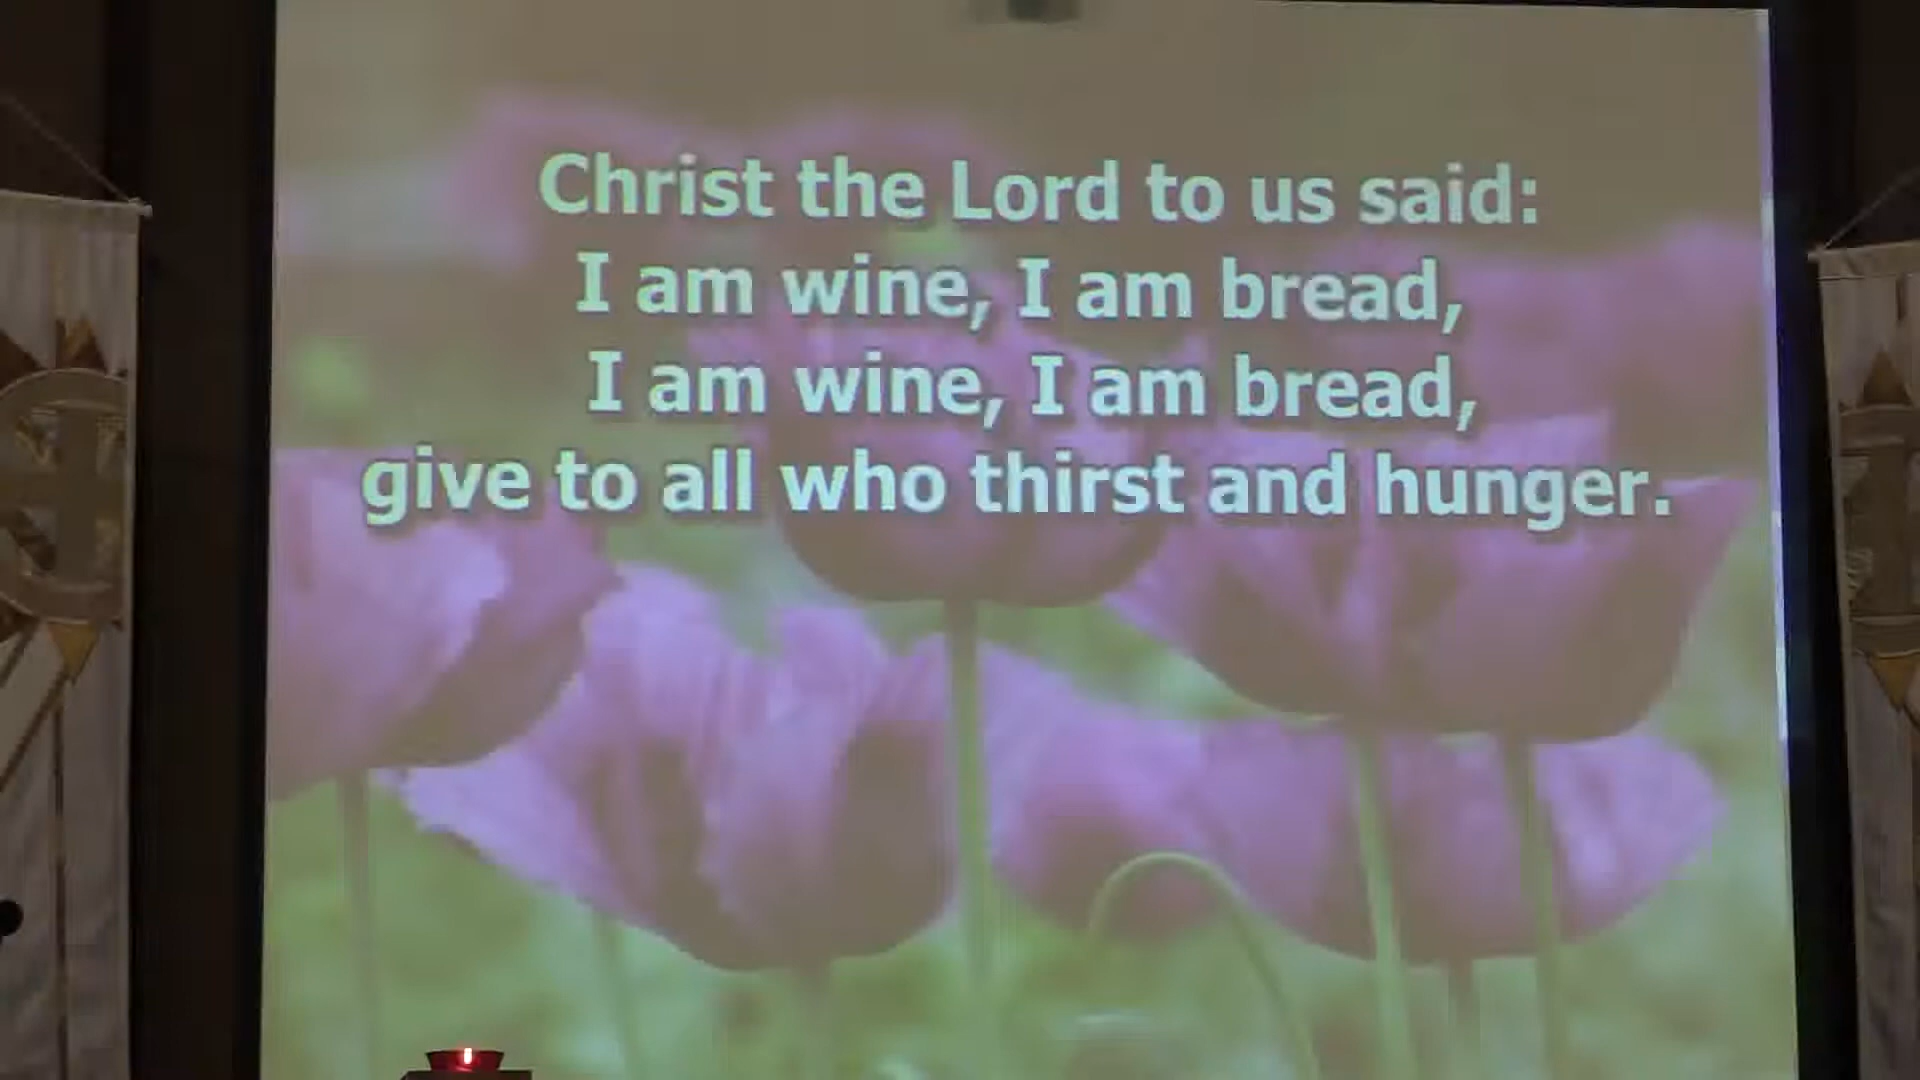 Christ the Lord to us said:
I am wine, I am bread,
I am wine, I am bread,
give to all who thirst and hunger.